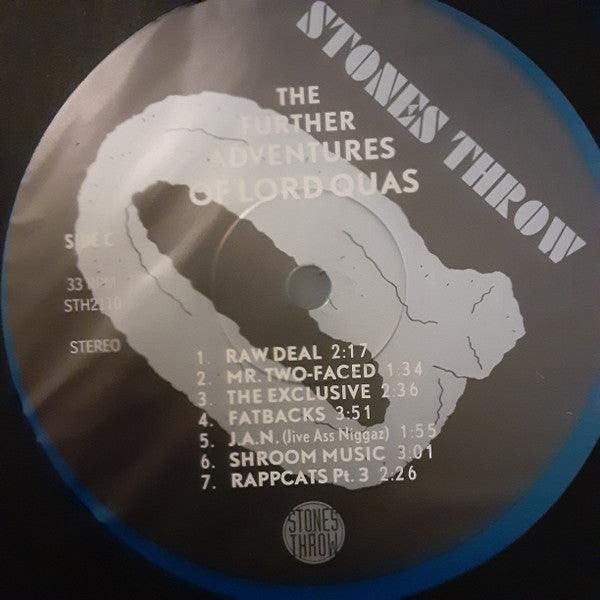 STONES THROW
THE
FURTHER
ADVENTURES
OF LORD QUAS
SIDE C
33 RPM
STH2110
STEREO
1. RAW DEAL 2:17
2. MR. TWO-FACED 1:34
3. THE EXCLUSIVE 2:36
4. FATBACKS 3:51
5. J.A.N. (Jive Ass Niggaz) 1:55
6. SHROOM MUSIC 3:01
7. RAPPCATS Pt. 3 2:26
STONES
THROW